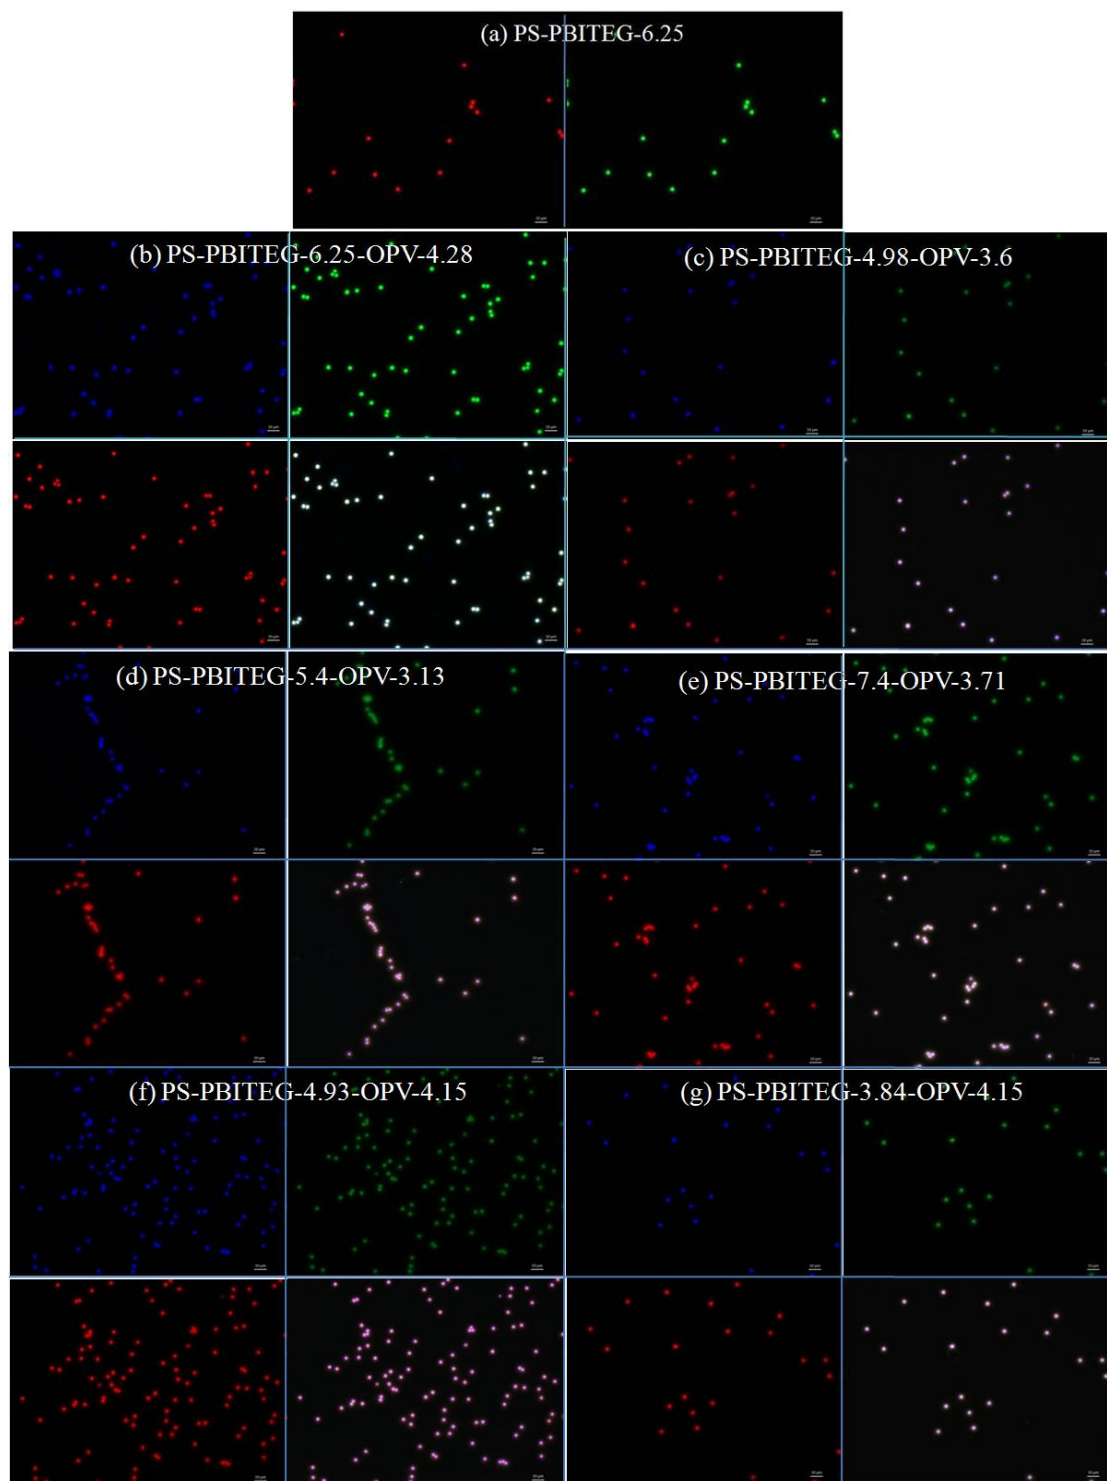 (a) PS-PBITEG-6.25
(b) PS-PBITEG-6.25-OPV-4.28
(c) PS-PBITEG-4.98-OPV-3.6
(d) PS-PBITEG-5.4-OPV-3.13
(e) PS-PBITEG-7.4-OPV-3.71
(f) PS-PBITEG-4.93-OPV-4.15
(g) PS-PBITEG-3.84-OPV-4.15